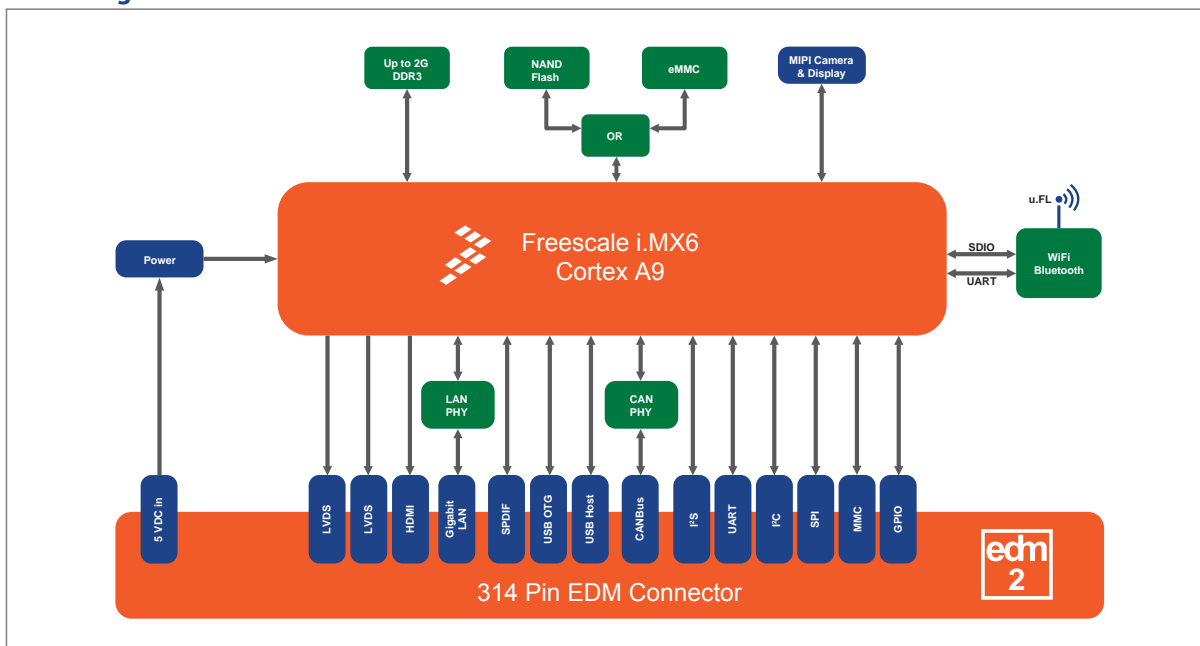 Up to 2G
DDR3
NAND
Flash
eMMC
MIPI Camera
& Display
OR
u.FL
Freescale i.MX6
Cortex A9
Power
SDIO
UART
WiFi
Bluetooth
LAN
PHY
CAN
PHY
5 VDC in
LVDS
LVDS
HDMI
Gigabit
LAN
SPDIF
USB OTG
USB Host
CANBus
I²S
UART
I²C
SPI
MMC
GPIO
314 Pin EDM Connector
edm
2